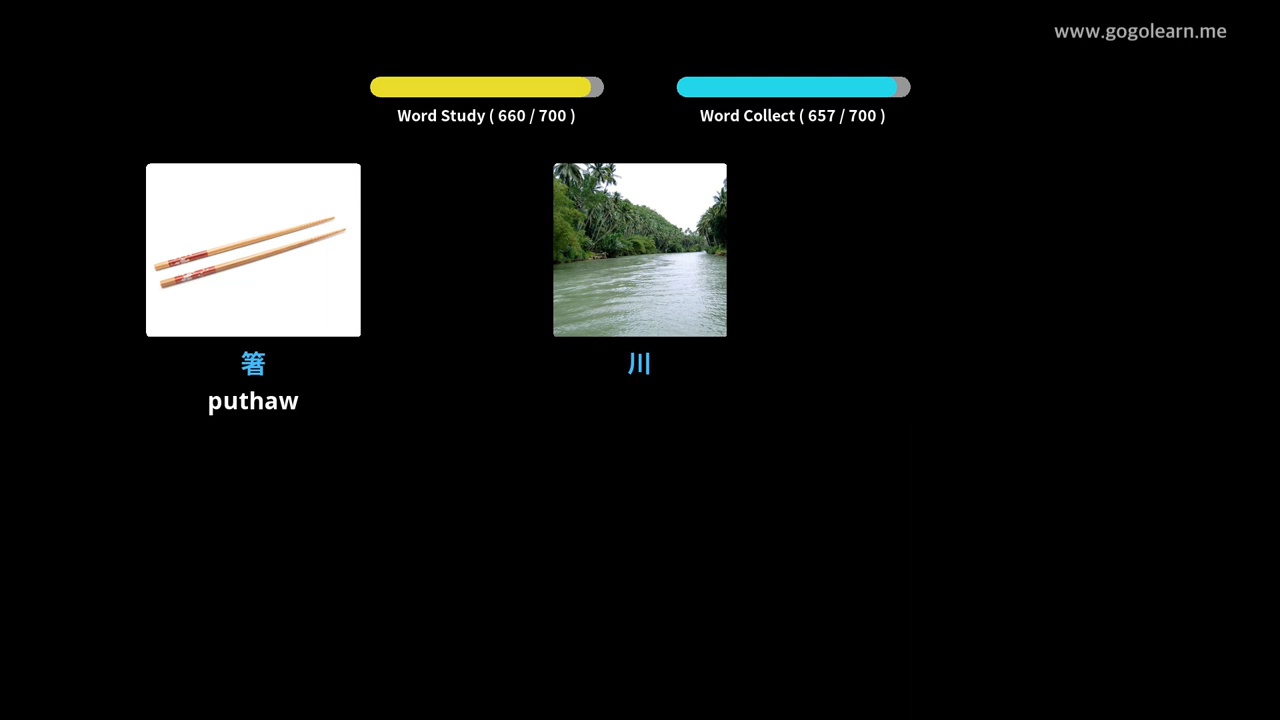 www.gogolearn.me
Word Study ( 660 / 700 )
Word Collect ( 657 / 700 )
箸
川
puthaw